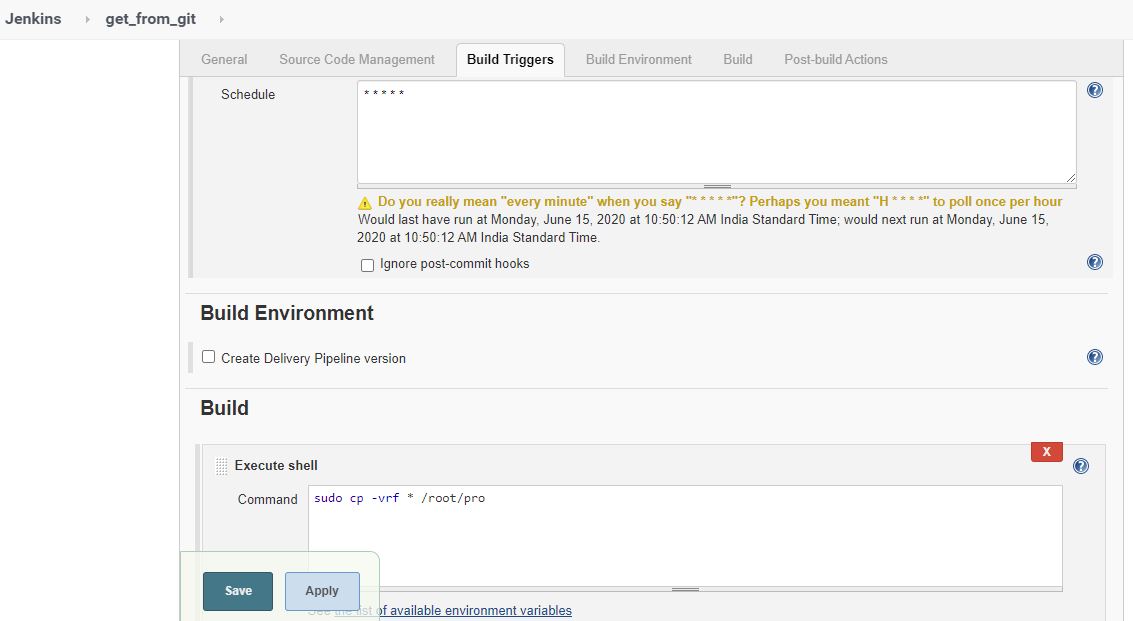 Jenkins get_from_git
General Source Code Management Build Triggers Build Environment Build Post-build Actions
Schedule
* * * * *
Do you really mean "every minute" when you say "* * * * *"? Perhaps you meant "H * * * *" to poll once per hour
Would last have run at Monday, June 15, 2020 at 10:50:12 AM India Standard Time; would next run at Monday, June 15,
2020 at 10:50:12 AM India Standard Time.
Ignore post-commit hooks
Build Environment
Create Delivery Pipeline version
Build
X
Execute shell
Command
sudo cp -vrf * /root/pro
Save Apply
See the list of available environment variables